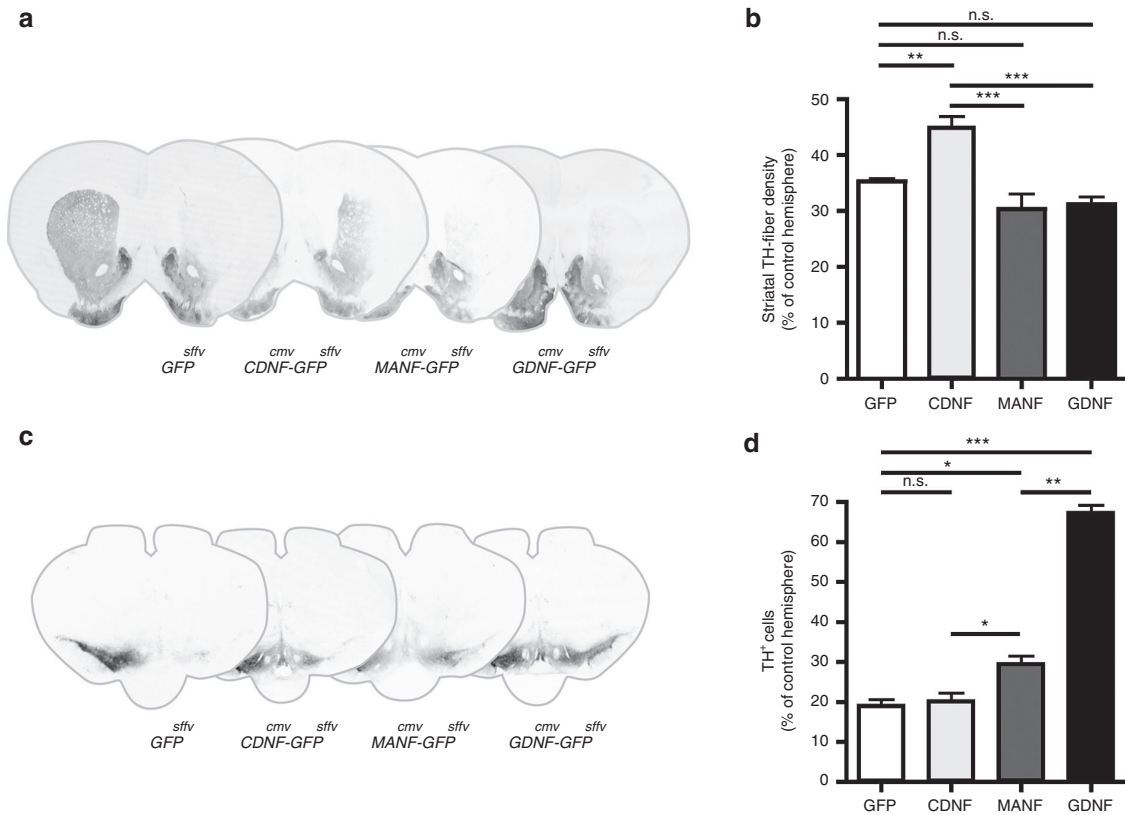 a
sffv
GFP
cmv sffv
CDNF-GFP
cmv sffv
MANF-GFP
cmv sffv
GDNF-GFP
b
n.s.
n.s.
**
***
***
Striatal TH-fiber density
(% of control hemisphere)
50
40
30
20
10
0
GFP CDNF MANF GDNF
c
sffv
GFP
cmv sffv
CDNF-GFP
cmv sffv
MANF-GFP
cmv sffv
GDNF-GFP
d
***
*
n.s.
**
*
TH+ cells
(% of control hemisphere)
70
60
50
40
30
20
10
0
GFP CDNF MANF GDNF